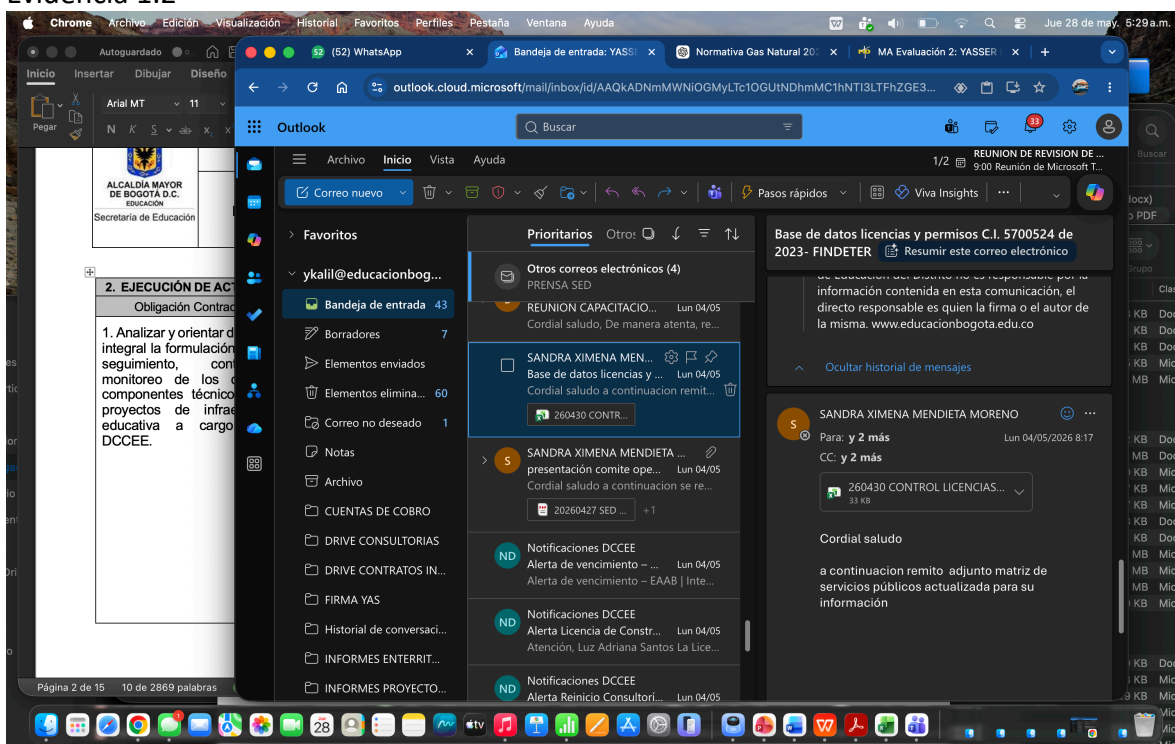 Evidencia 1.2
Chrome Archivo Edición Visualización Historial Favoritos Perfiles Pestaña Ventana Ayuda
Jue 28 de may. 5:29 a.m.
Autoguardado
(52) WhatsApp
Bandeja de entrada: YASSE
Normativa Gas Natural 202
MA Evaluación 2: YASSER
Inicio Insertar Dibujar Diseño
outlook.cloud.microsoft/mail/inbox/id/AAQkADNmMWNiOGMyLTc1OGUtNDhmMC1hNTI3LTFhZGE3...
Pegar
Arial MT 11
N K S ab x
Outlook
Buscar
33
Buscar
Archivo Inicio Vista Ayuda
1/2
REUNION DE REVISION DE ...
9:00 Reunión de Microsoft T...
Correo nuevo
Pasos rápidos
Viva Insights
ALCALDÍA MAYOR
DE BOGOTÁ D.C.
EDUCACIÓN
Secretaría de Educación
2. EJECUCIÓN DE ACT
Obligación Contrac
1. Analizar y orientar d
integral la formulación
seguimiento, con
monitoreo de los c
componentes técnico
proyectos de infrae
educativa a cargo
DCCEE.
Página 2 de 15 10 de 2869 palabras
Favoritos
ykalil@educacionbog...
Bandeja de entrada 43
Borradores 7
Elementos enviados
Elementos elimina... 60
Correo no deseado 1
Notas
Archivo
CUENTAS DE COBRO
DRIVE CONSULTORIAS
DRIVE CONTRATOS IN...
FIRMA YAS
Historial de conversaci...
INFORMES ENTERRIT...
INFORMES PROYECTO...
Prioritarios Otros
Otros correos electrónicos (4)
PRENSA SED
REUNION CAPACITACIO... Lun 04/05
Cordial saludo, De manera atenta, re...
SANDRA XIMENA MEN...
Base de datos licencias y ... Lun 04/05
Cordial saludo a continuacion remit...
260430 CONTR...
S
SANDRA XIMENA MENDIETA ...
presentación comite ope... Lun 04/05
Cordial saludo a continuacion se re...
20260427 SED ... +1
ND
Notificaciones DCCEE
Alerta de vencimiento – ... Lun 04/05
Alerta de vencimiento – EAAB | Inte...
ND
Notificaciones DCCEE
Alerta Licencia de Constr... Lun 04/05
Atención, Luz Adriana Santos La Lice...
ND
Notificaciones DCCEE
Alerta Reinicio Consultorí... Lun 04/05
Base de datos licencias y permisos C.I. 5700524 de
2023- FINDETER Resumir este correo electrónico
de Educación del Distrito no es responsable por la
información contenida en esta comunicación, el
directo responsable es quien la firma o el autor de
la misma. www.educacionbogota.edu.co
Ocultar historial de mensajes
S
SANDRA XIMENA MENDIETA MORENO
Para: y 2 más Lun 04/05/2026 8:17
CC: y 2 más
260430 CONTROL LICENCIAS...
33 KB
Cordial saludo
a continuacion remito adjunto matriz de
servicios públicos actualizada para su
información